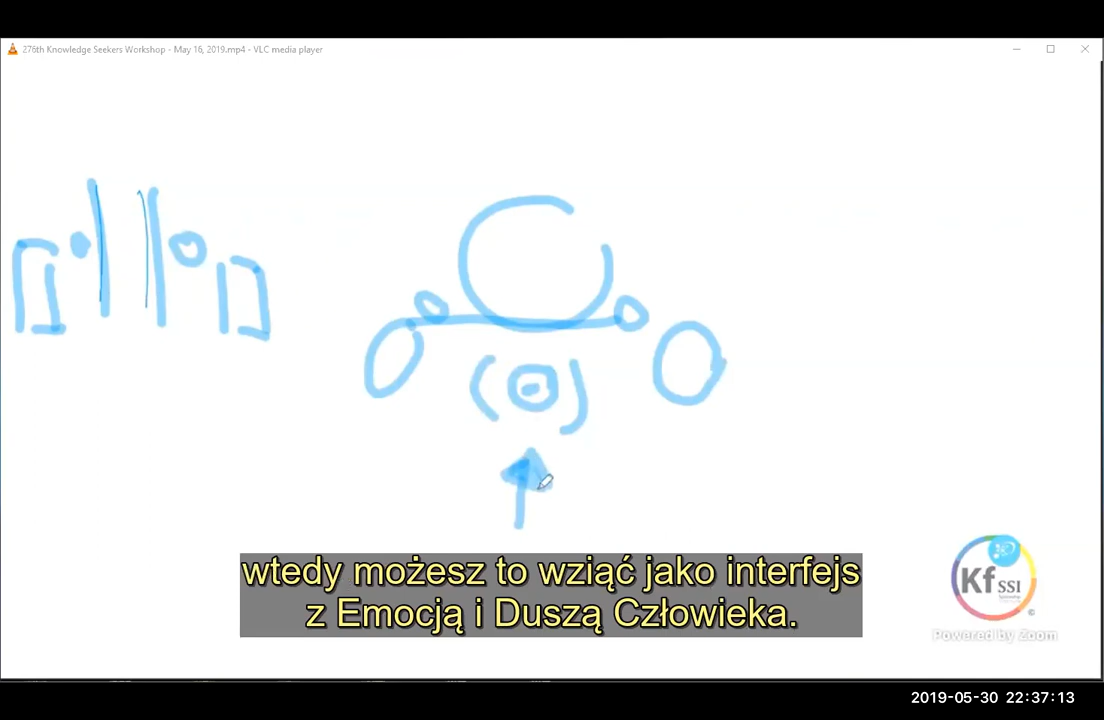 276th Knowledge Seekers Workshop - May 16, 2019.mp4 - VLC media player
wtedy możesz to wziąć jako interfejs
z Emocją i Duszą Człowieka.
Kf SSI
Powered by Zoom
2019-05-30 22:37:13